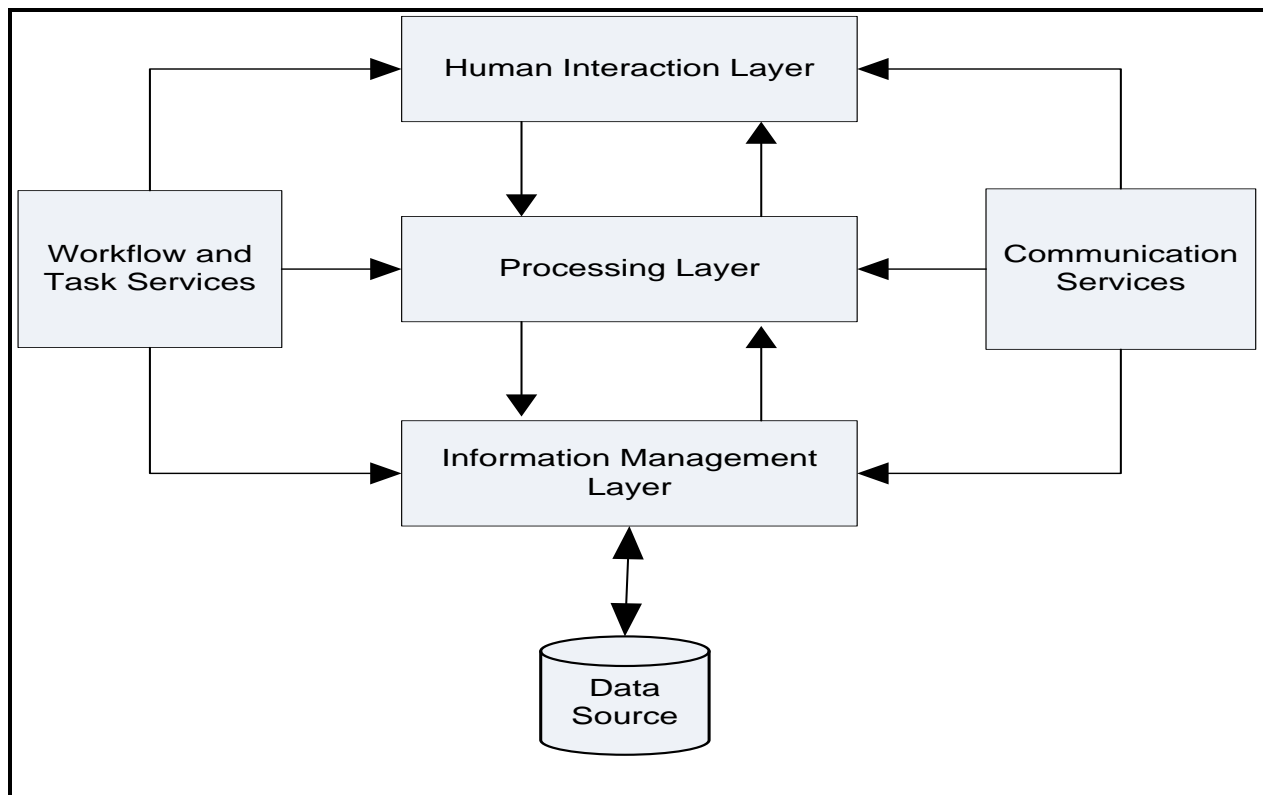 Human Interaction Layer
Workflow and
Task Services
Processing Layer
Communication
Services
Information Management
Layer
Data
Source